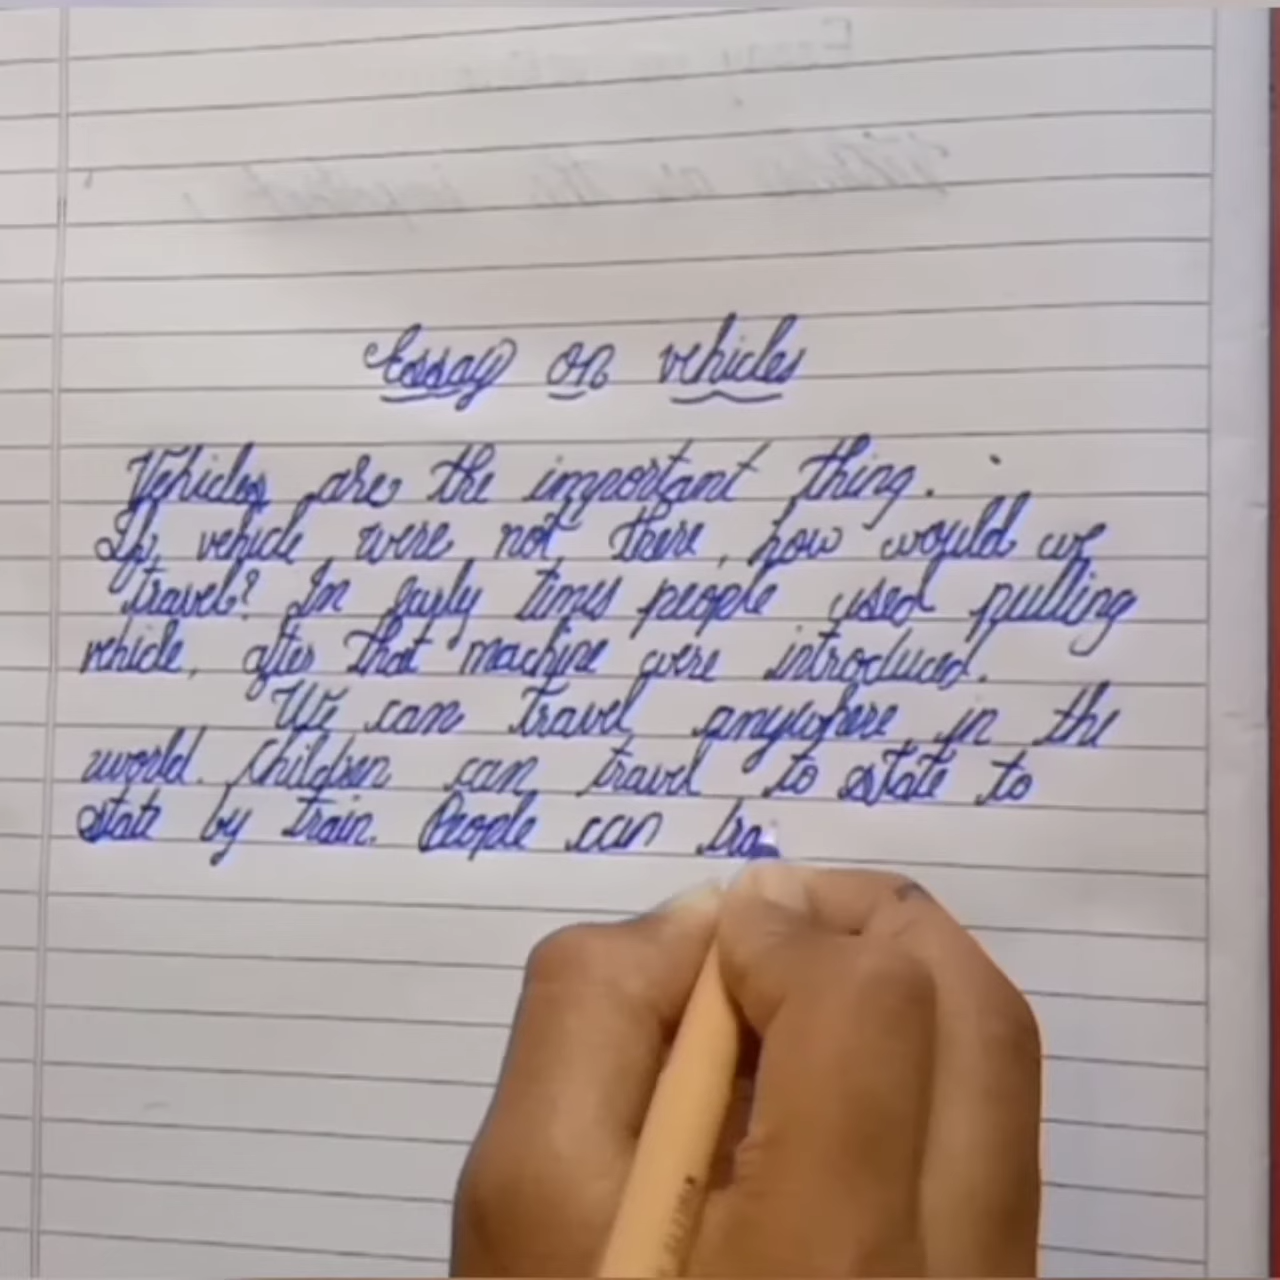 Essay on vehicles
Vehicles are the important thing.
If vehicle were not there, how would we
travel? In early times people used pulling
vehicle, after that machine were introduced.
We can travel anywhere in the
world. Children can travel to state to
state by train. People can tra